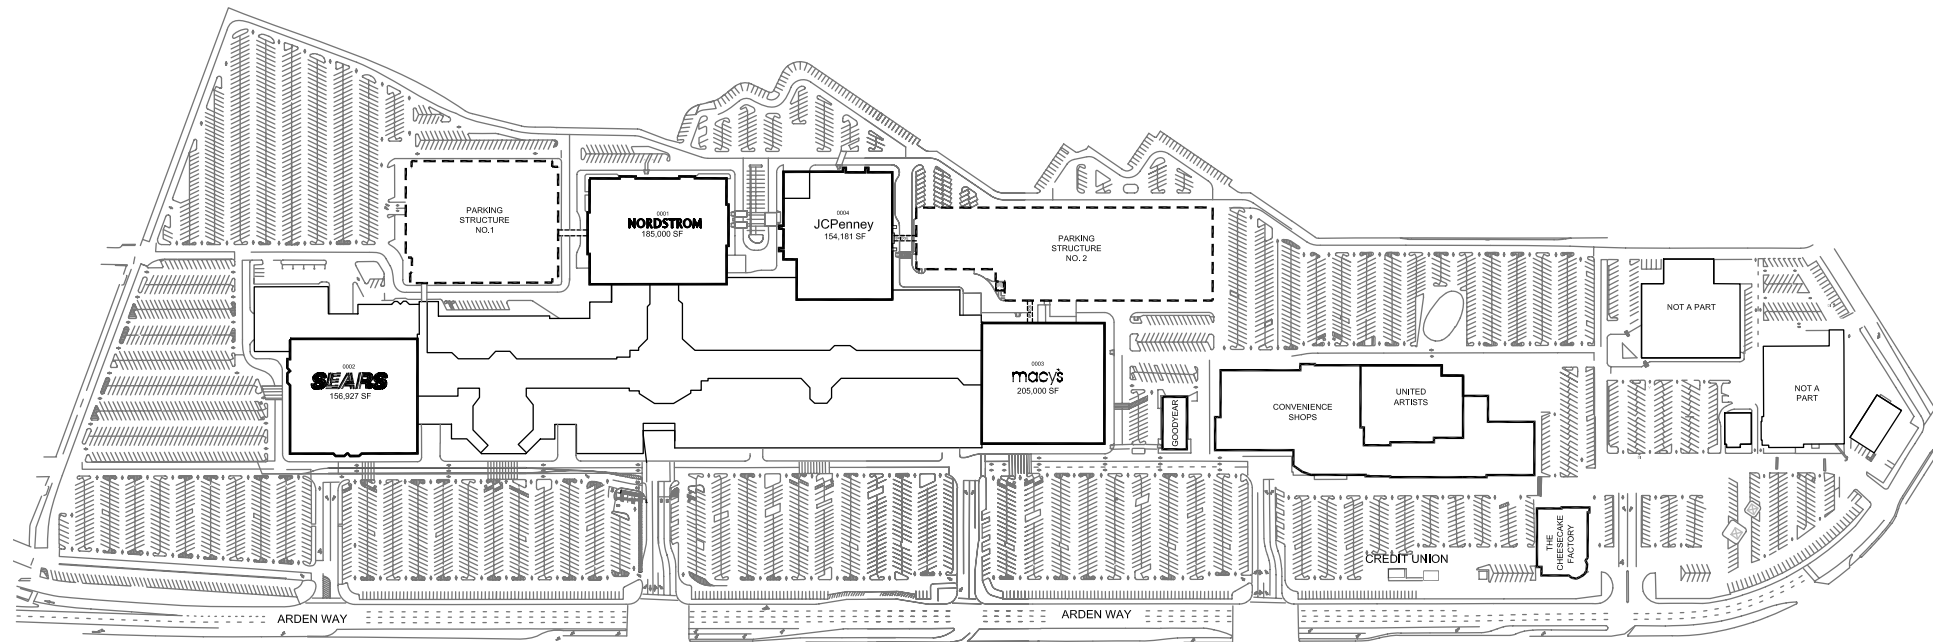 PARKING
STRUCTURE
NO.1
0001
NORDSTROM
185,000 SF
0004
JCPenney
154,181 SF
PARKING
STRUCTURE
NO. 2
NOT A PART
0002
SEARS
156,927 SF
0003
macy's
205,000 SF
GOODYEAR
CONVENIENCE
SHOPS
UNITED
ARTISTS
NOT A
PART
THE
CHEESECAKE
FACTORY
CREDIT UNION
ARDEN WAY
ARDEN WAY